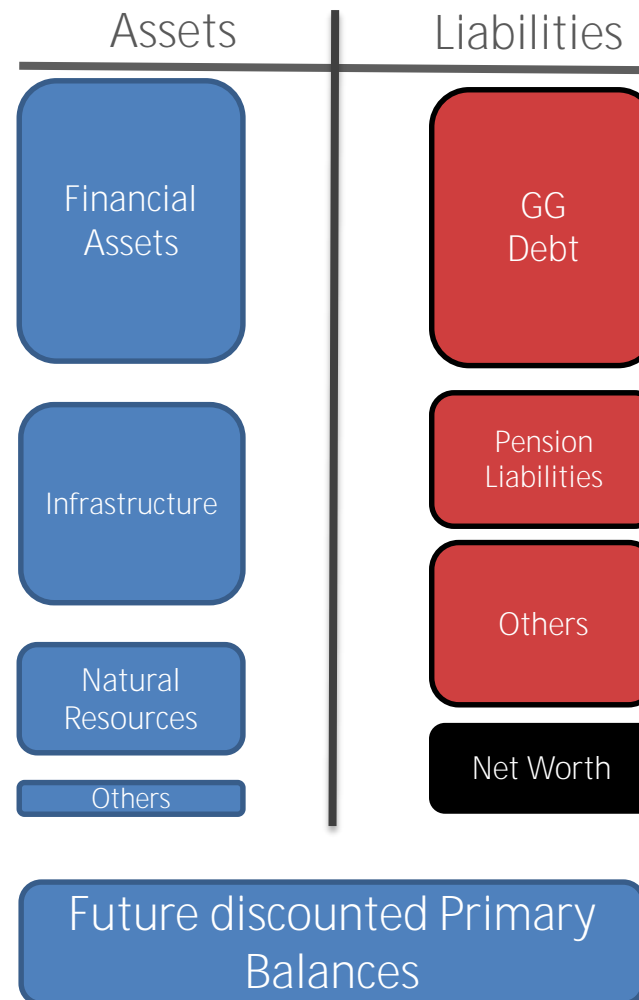 Assets
Liabilities
Financial
Assets
GG
Debt
Infrastructure
Pension
Liabilities
Others
Natural
Resources
Net Worth
Others
Future discounted Primary
Balances